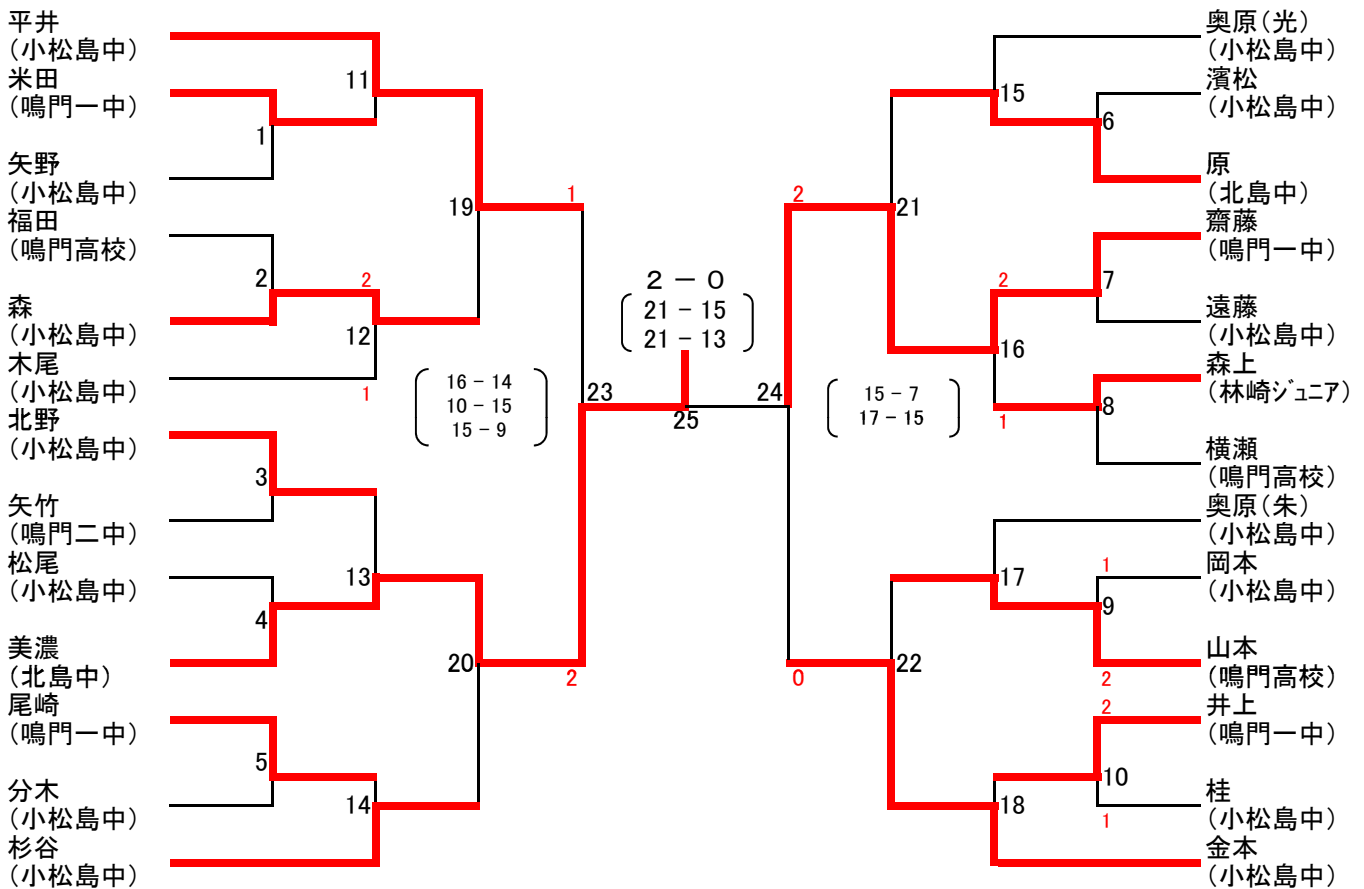 平井
(小松島中)
米田
(鳴門一中)
矢野
(小松島中)
福田
(鳴門高校)
森
(小松島中)
木尾
(小松島中)
北野
(小松島中)
矢竹
(鳴門二中)
松尾
(小松島中)
美濃
(北島中)
尾崎
(鳴門一中)
分木
(小松島中)
杉谷
(小松島中)
1
2
3
4
5
11
12
13
14
2
1
19
20
1
2
23
16 - 14
10 - 15
15 - 9
2 - 0
21 - 15
21 - 13
25
24
15 - 7
17 - 15
2
0
21
22
15
16
17
18
2
1
6
7
8
9
10
1
2
2
1
奥原(光)
(小松島中)
濱松
(小松島中)
原
(北島中)
齋藤
(鳴門一中)
遠藤
(小松島中)
森上
(林崎ｼﾞｭﾆｱ)
横瀬
(鳴門高校)
奥原(朱)
(小松島中)
岡本
(小松島中)
山本
(鳴門高校)
井上
(鳴門一中)
桂
(小松島中)
金本
(小松島中)